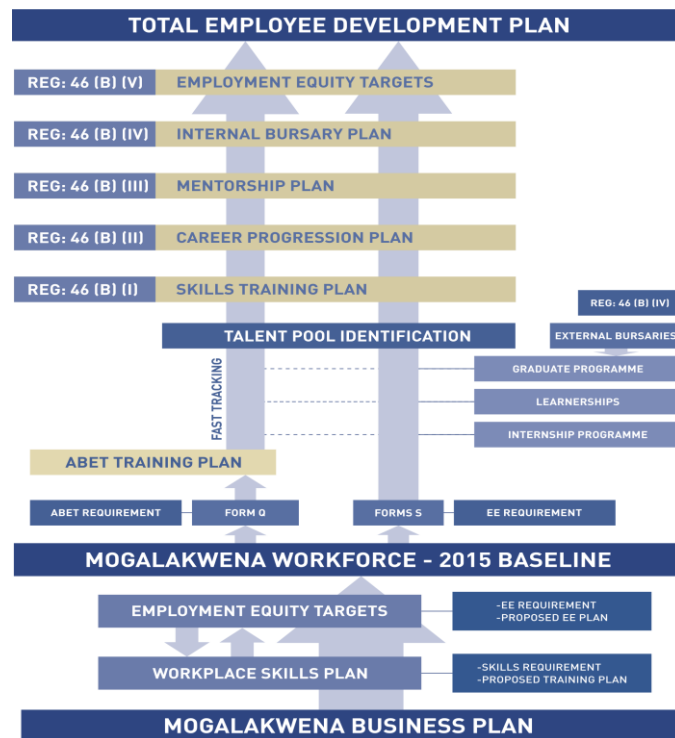 TOTAL EMPLOYEE DEVELOPMENT PLAN
REG: 46 (B) (V)
EMPLOYMENT EQUITY TARGETS
REG: 46 (B) (IV)
INTERNAL BURSARY PLAN
REG: 46 (B) (III)
MENTORSHIP PLAN
REG: 46 (B) (II)
CAREER PROGRESSION PLAN
REG: 46 (B) (I)
SKILLS TRAINING PLAN
REG: 46 (B) (IV)
TALENT POOL IDENTIFICATION
EXTERNAL BURSARIES
FAST TRACKING
GRADUATE PROGRAMME
LEARNERSHIPS
INTERNSHIP PROGRAMME
ABET TRAINING PLAN
ABET REQUIREMENT
FORM Q
FORMS S
EE REQUIREMENT
MOGALAKWENA WORKFORCE - 2015 BASELINE
EMPLOYMENT EQUITY TARGETS
-EE REQUIREMENT
-PROPOSED EE PLAN
WORKPLACE SKILLS PLAN
-SKILLS REQUIREMENT
-PROPOSED TRAINING PLAN
MOGALAKWENA BUSINESS PLAN